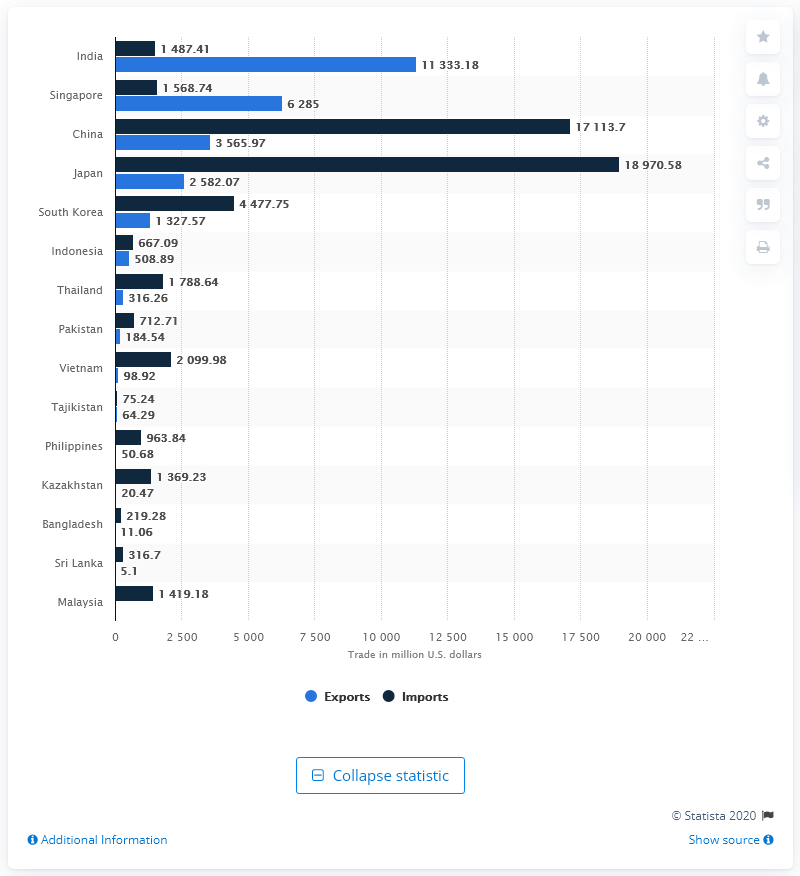 India
1 487.41
11 333.18
Singapore
1 568.74
6 285
China
17 113.7
3 565.97
Japan
18 970.58
2 582.07
South Korea
4 477.75
1 327.57
Indonesia
667.09
508.89
Thailand
1 788.64
316.26
Pakistan
712.71
184.54
Vietnam
2 099.98
98.92
Tajikistan
75.24
64.29
Philippines
963.84
50.68
Kazakhstan
1 369.23
20.47
Bangladesh
219.28
11.06
Sri Lanka
316.7
5.1
Malaysia
1 419.18
0 2 500 5 000 7 500 10 000 12 500 15 000 17 500 20 000 22 ...
Trade in million U.S. dollars
Exports Imports
Collapse statistic
© Statista 2020
Additional Information Show source